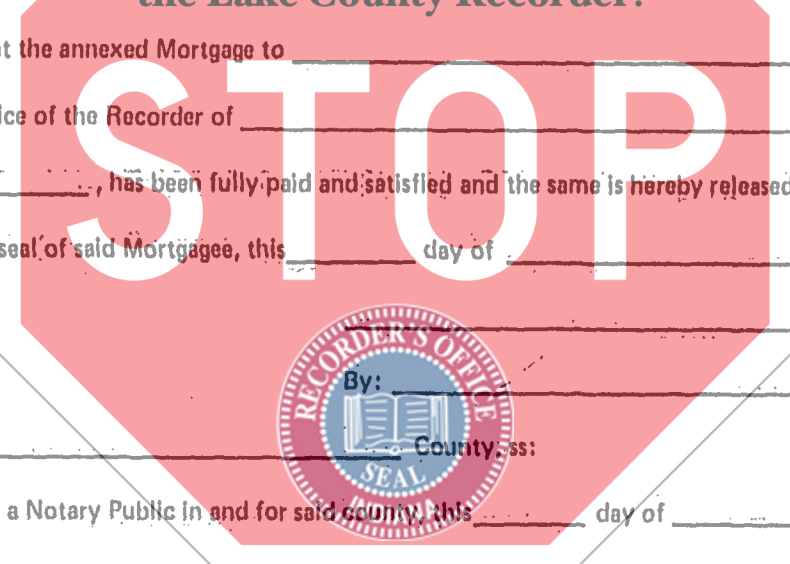 the Lake County Recorder!
t the annexed Mortgage to
ice of the Recorder of
, has been fully paid and satisfied and the same is hereby released
seal of said Mortgagee, this day of
STOP
RECORDER'S OFFICE
By:
County, ss:
SEAL
INDIANA
a Notary Public in and for said county, this day of